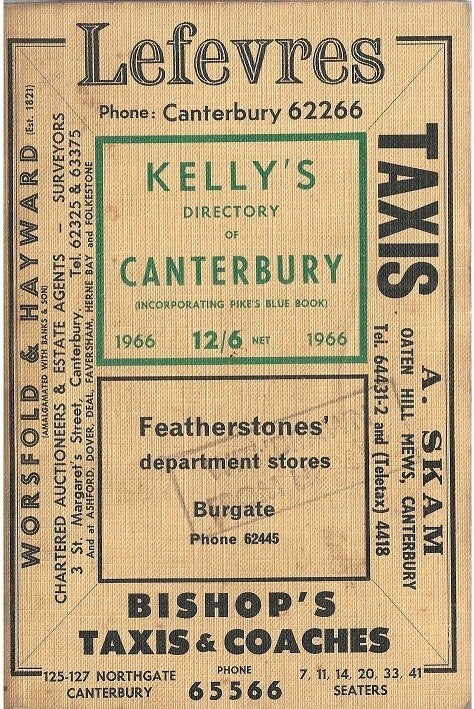 Lefevres
Phone: Canterbury 62266
WORSFOLD & HAYWARD (Est. 1821)
(AMALGAMATED WITH BANKS & SON)
CHARTERED AUCTIONEERS & ESTATE AGENTS – SURVEYORS
3 St. Margaret's Street, Canterbury Tel. 62325 & 63375
And at ASHFORD, DOVER, DEAL, FAVERSHAM, HERNE BAY and FOLKESTONE
KELLY'S
DIRECTORY
OF
CANTERBURY
(INCORPORATING PIKE'S BLUE BOOK)
1966 12/6 NET 1966
TAXIS
A. SKAM
OATEN HILL MEWS, CANTERBURY
Tel. 64431-2 and (Teletax) 4418
Featherstones'
department stores
Burgate
Phone 62445
BISHOP'S
TAXIS & COACHES
125-127 NORTHGATE
CANTERBURY
PHONE
65566
7, 11, 14, 20, 33, 41
SEATERS